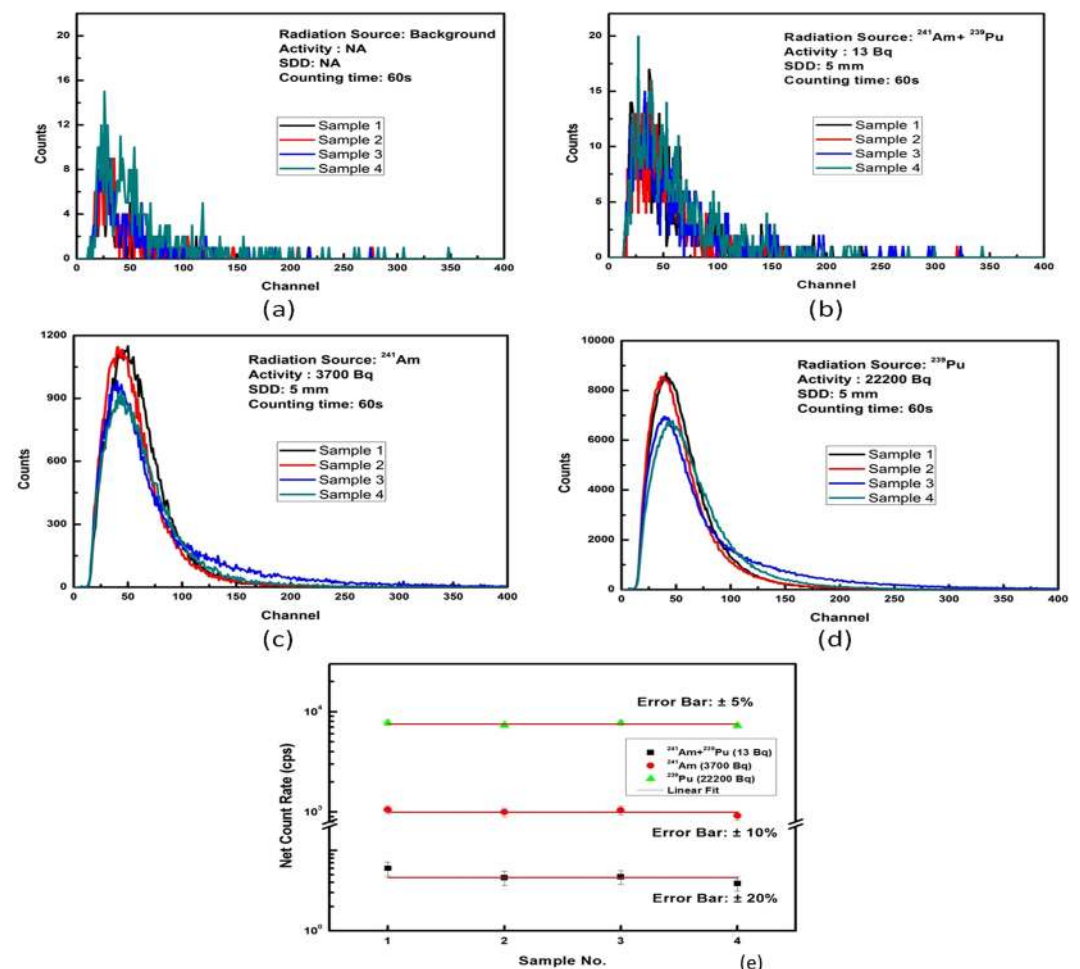 Radiation Source: Background
Activity : NA
SDD: NA
Counting time: 60s
Sample 1
Sample 2
Sample 3
Sample 4
Counts
20
16
12
8
4
0
0 50 100 150 200 250 300 350 400
Channel
(a)
Radiation Source: ²⁴¹Am+ ²³⁹Pu
Activity : 13 Bq
SDD: 5 mm
Counting time: 60s
Sample 1
Sample 2
Sample 3
Sample 4
Counts
20
15
10
5
0
0 50 100 150 200 250 300 350 400
Channel
(b)
Radiation Source: ²⁴¹Am
Activity : 3700 Bq
SDD: 5 mm
Counting time: 60s
Sample 1
Sample 2
Sample 3
Sample 4
Counts
1200
900
600
300
0
0 50 100 150 200 250 300 350 400
Channel
(c)
Radiation Source: ²³⁹Pu
Activity : 22200 Bq
SDD: 5 mm
Counting time: 60s
Sample 1
Sample 2
Sample 3
Sample 4
Counts
10000
8000
6000
4000
2000
0
0 50 100 150 200 250 300 350 400
Channel
(d)
Error Bar: ± 5%
²⁴¹Am+²³⁹Pu (13 Bq)
²⁴¹Am (3700 Bq)
²³⁹Pu (22200 Bq)
Linear Fit
Error Bar: ± 10%
Error Bar: ± 20%
Net Count Rate (cps)
10⁴
10³
10⁰
1 2 3 4
Sample No.
(e)